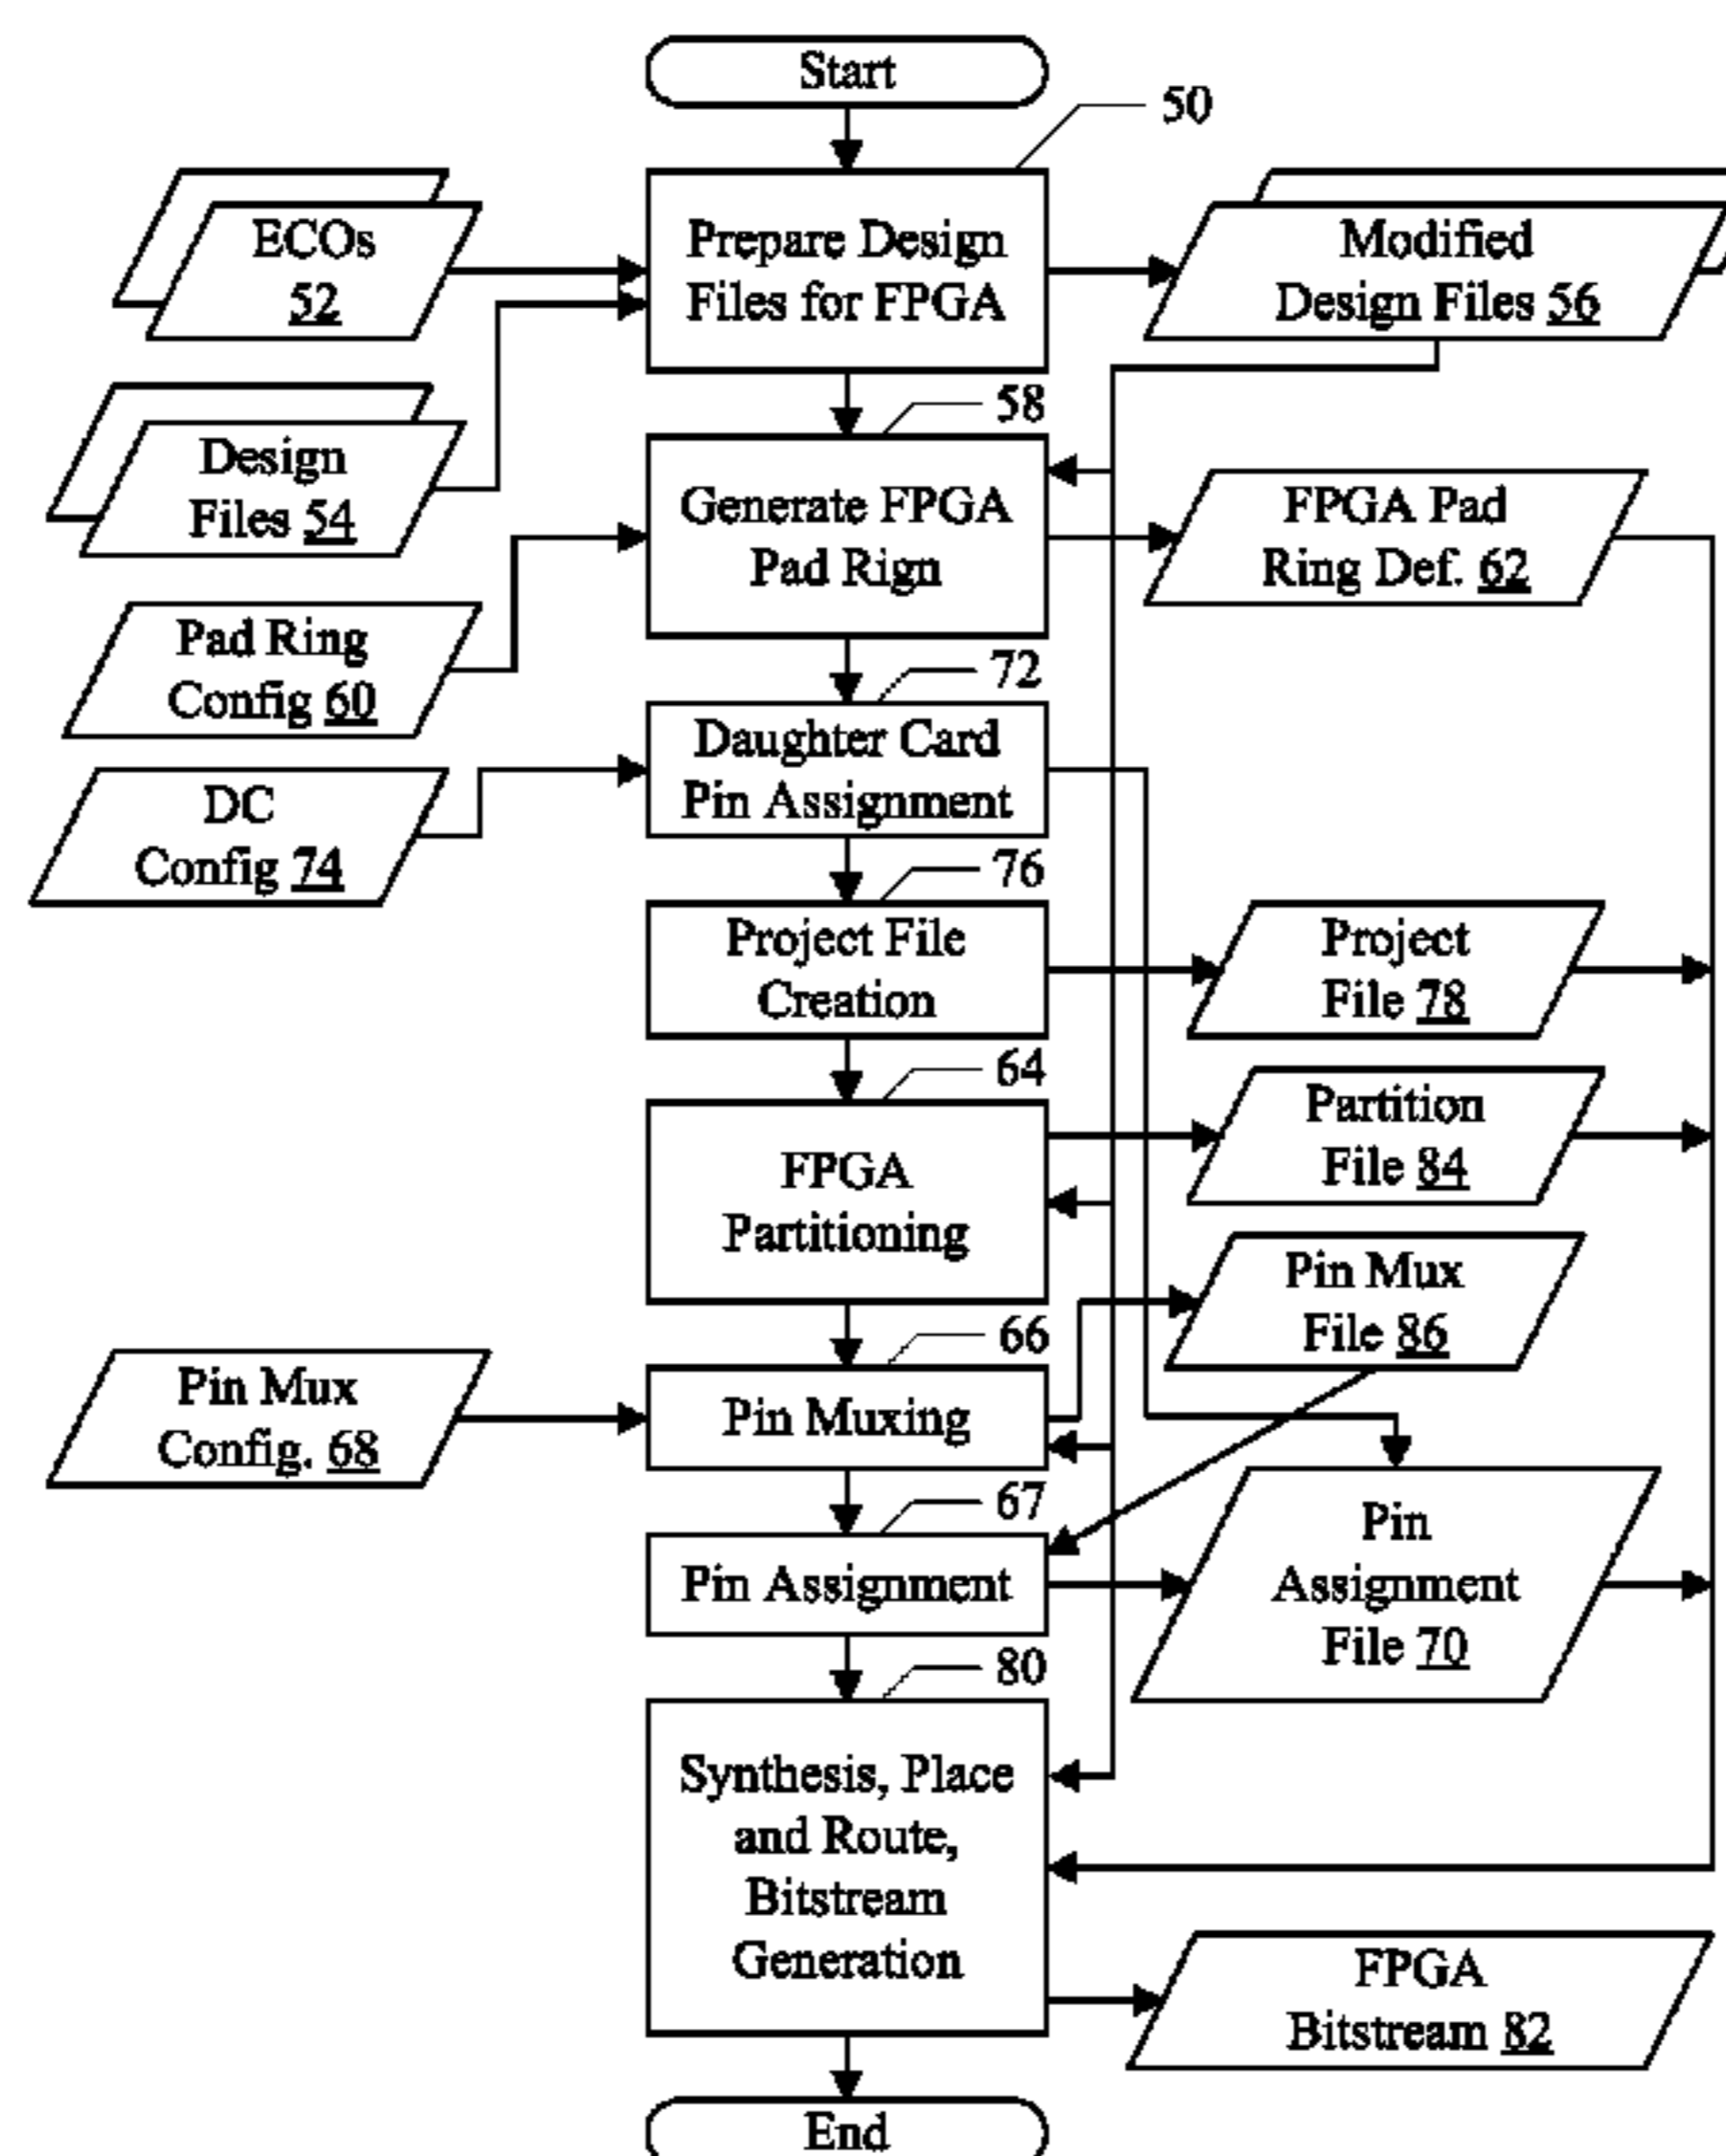 Start
50
ECOs
52
Prepare Design
Files for FPGA
Modified
Design Files 56
58
Design
Files 54
Generate FPGA
Pad Rign
FPGA Pad
Ring Def. 62
Pad Ring
Config 60
72
Daughter Card
Pin Assignment
DC
Config 74
76
Project File
Creation
Project
File 78
64
FPGA
Partitioning
Partition
File 84
Pin Mux
File 86
66
Pin Mux
Config. 68
Pin Muxing
67
Pin Assignment
Pin
Assignment
File 70
80
Synthesis, Place
and Route,
Bitstream
Generation
FPGA
Bitstream 82
End